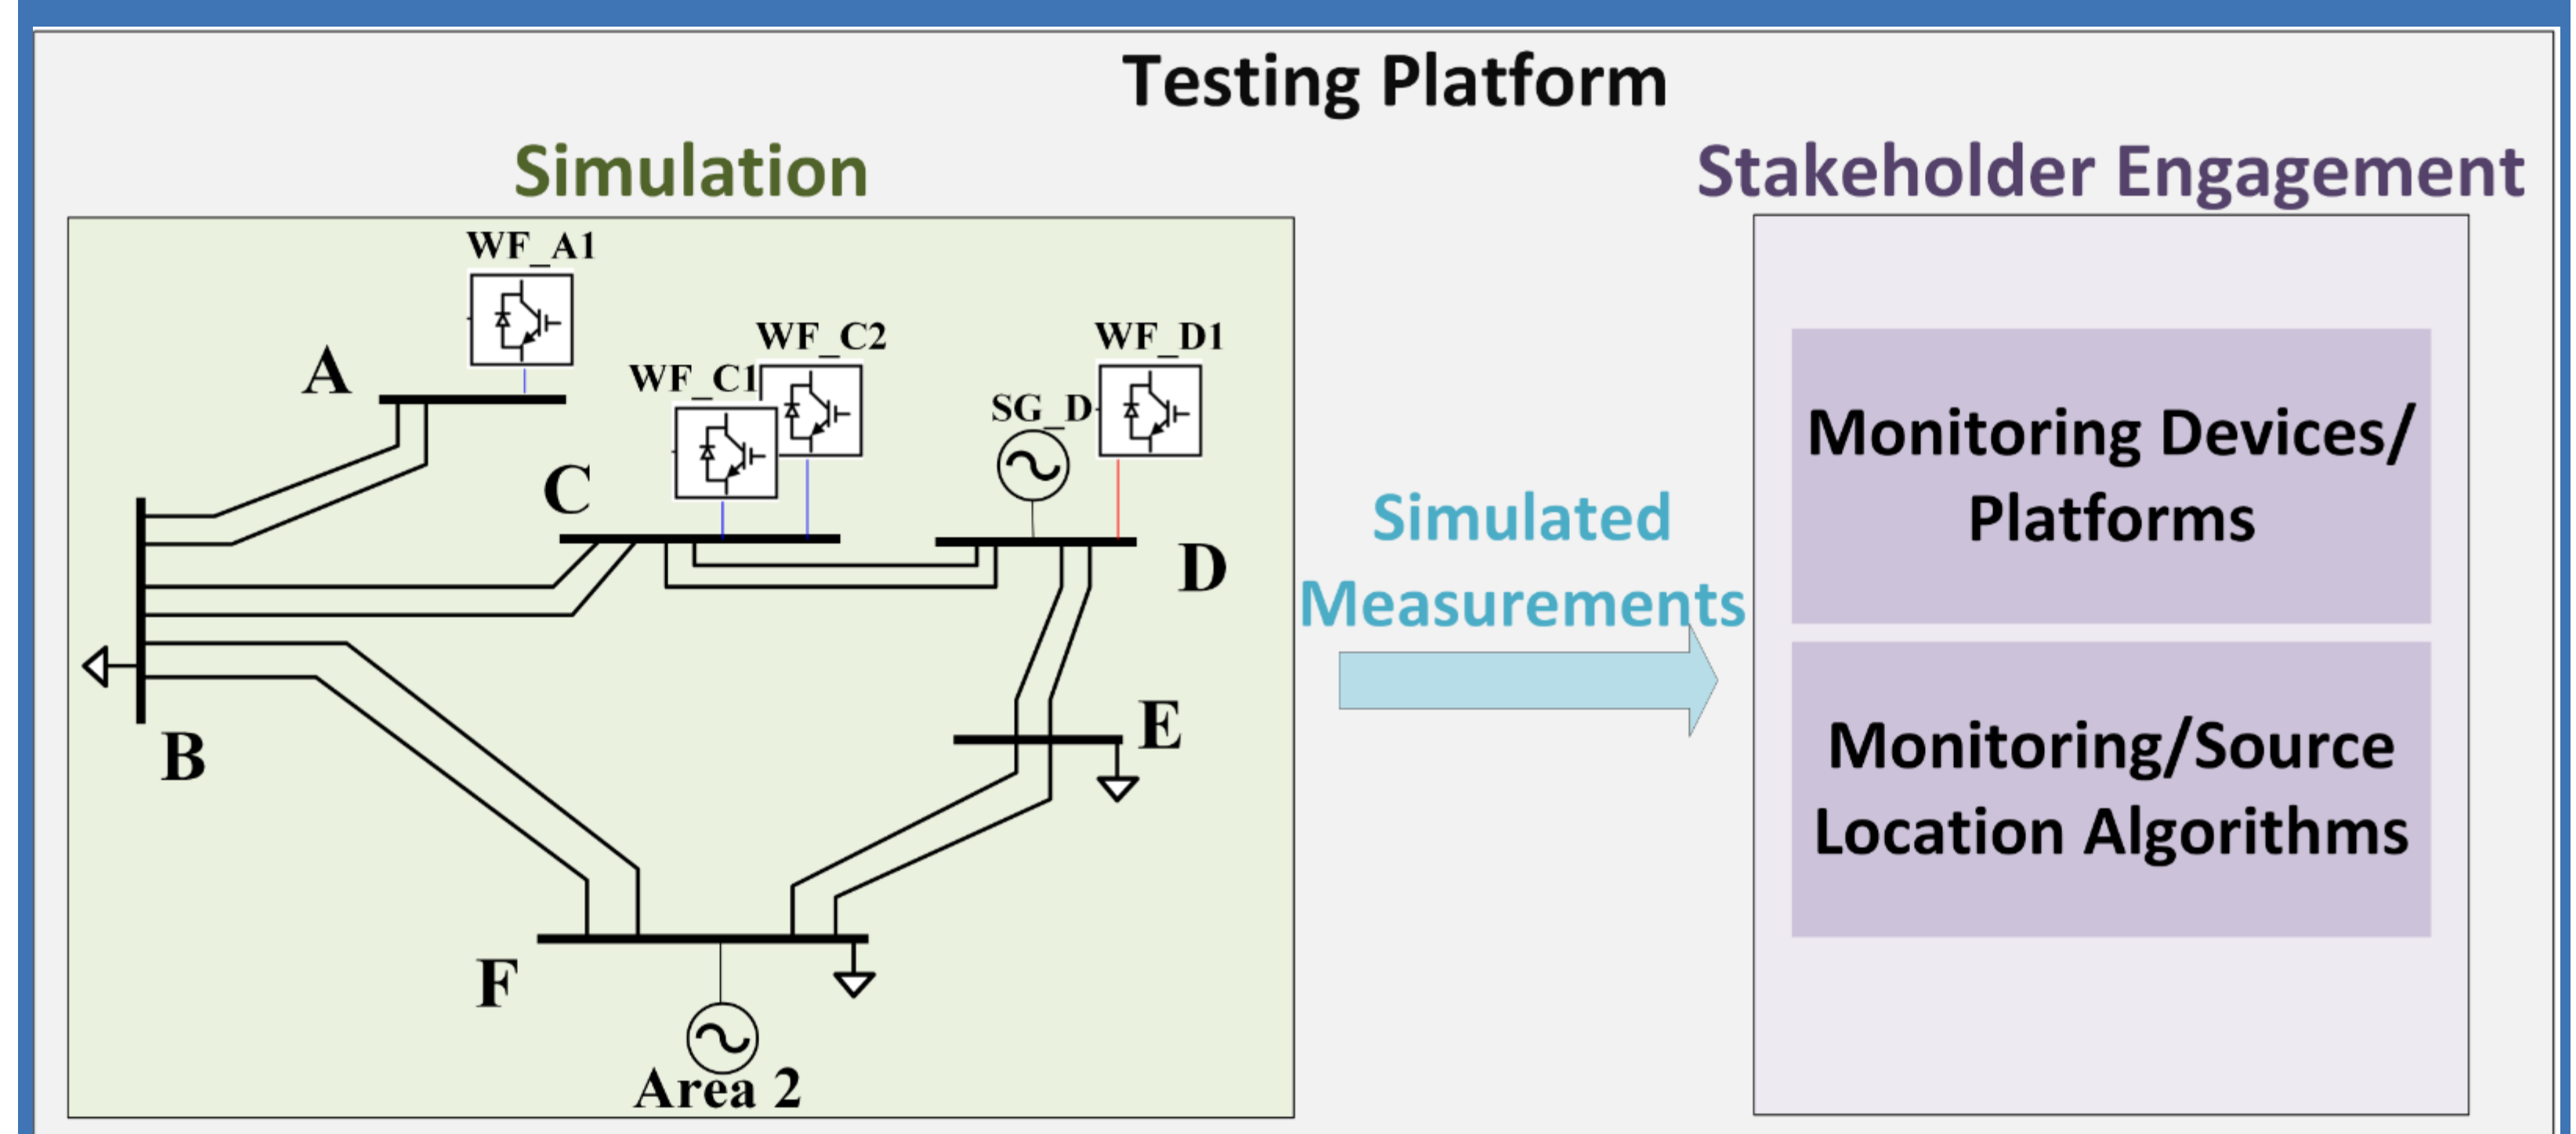 Testing Platform
Simulation
Stakeholder Engagement
WF_A1
WF_C2
WF_D1
A
WF_C1
SG_D
C
D
B
E
F
Area 2
Simulated
Measurements
Monitoring Devices/
Platforms
Monitoring/Source
Location Algorithms